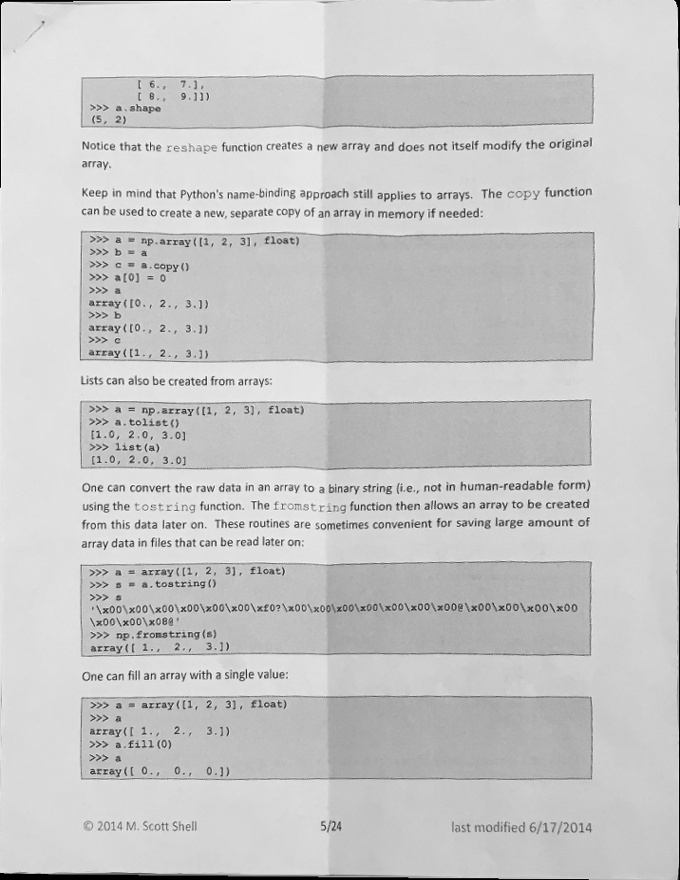 [ 6., 7.],
[ 8., 9.]])
>>> a.shape
(5, 2)
Notice that the reshape function creates a new array and does not itself modify the original
array.
Keep in mind that Python's name-binding approach still applies to arrays. The copy function
can be used to create a new, separate copy of an array in memory if needed:
>>> a = np.array([1, 2, 3], float)
>>> b = a
>>> c = a.copy()
>>> a[0] = 0
>>> a
array([0., 2., 3.])
>>> b
array([0., 2., 3.])
>>> c
array([1., 2., 3.])
Lists can also be created from arrays:
>>> a = np.array([1, 2, 3], float)
>>> a.tolist()
[1.0, 2.0, 3.0]
>>> list(a)
[1.0, 2.0, 3.0]
One can convert the raw data in an array to a binary string (i.e., not in human-readable form)
using the tostring function. The fromstring function then allows an array to be created
from this data later on. These routines are sometimes convenient for saving large amount of
array data in files that can be read later on:
>>> a = array([1, 2, 3], float)
>>> s = a.tostring()
>>> s
'\x00\x00\x00\x00\x00\x00\xf0?\x00\x00\x00\x00\x00\x00\x00@\x00\x00\x00\x00
\x00\x00\x08@'
>>> np.fromstring(s)
array([ 1., 2., 3.])
One can fill an array with a single value:
>>> a = array([1, 2, 3], float)
>>> a
array([ 1., 2., 3.])
>>> a.fill(0)
>>> a
array([ 0., 0., 0.])
© 2014 M. Scott Shell 5/24 last modified 6/17/2014